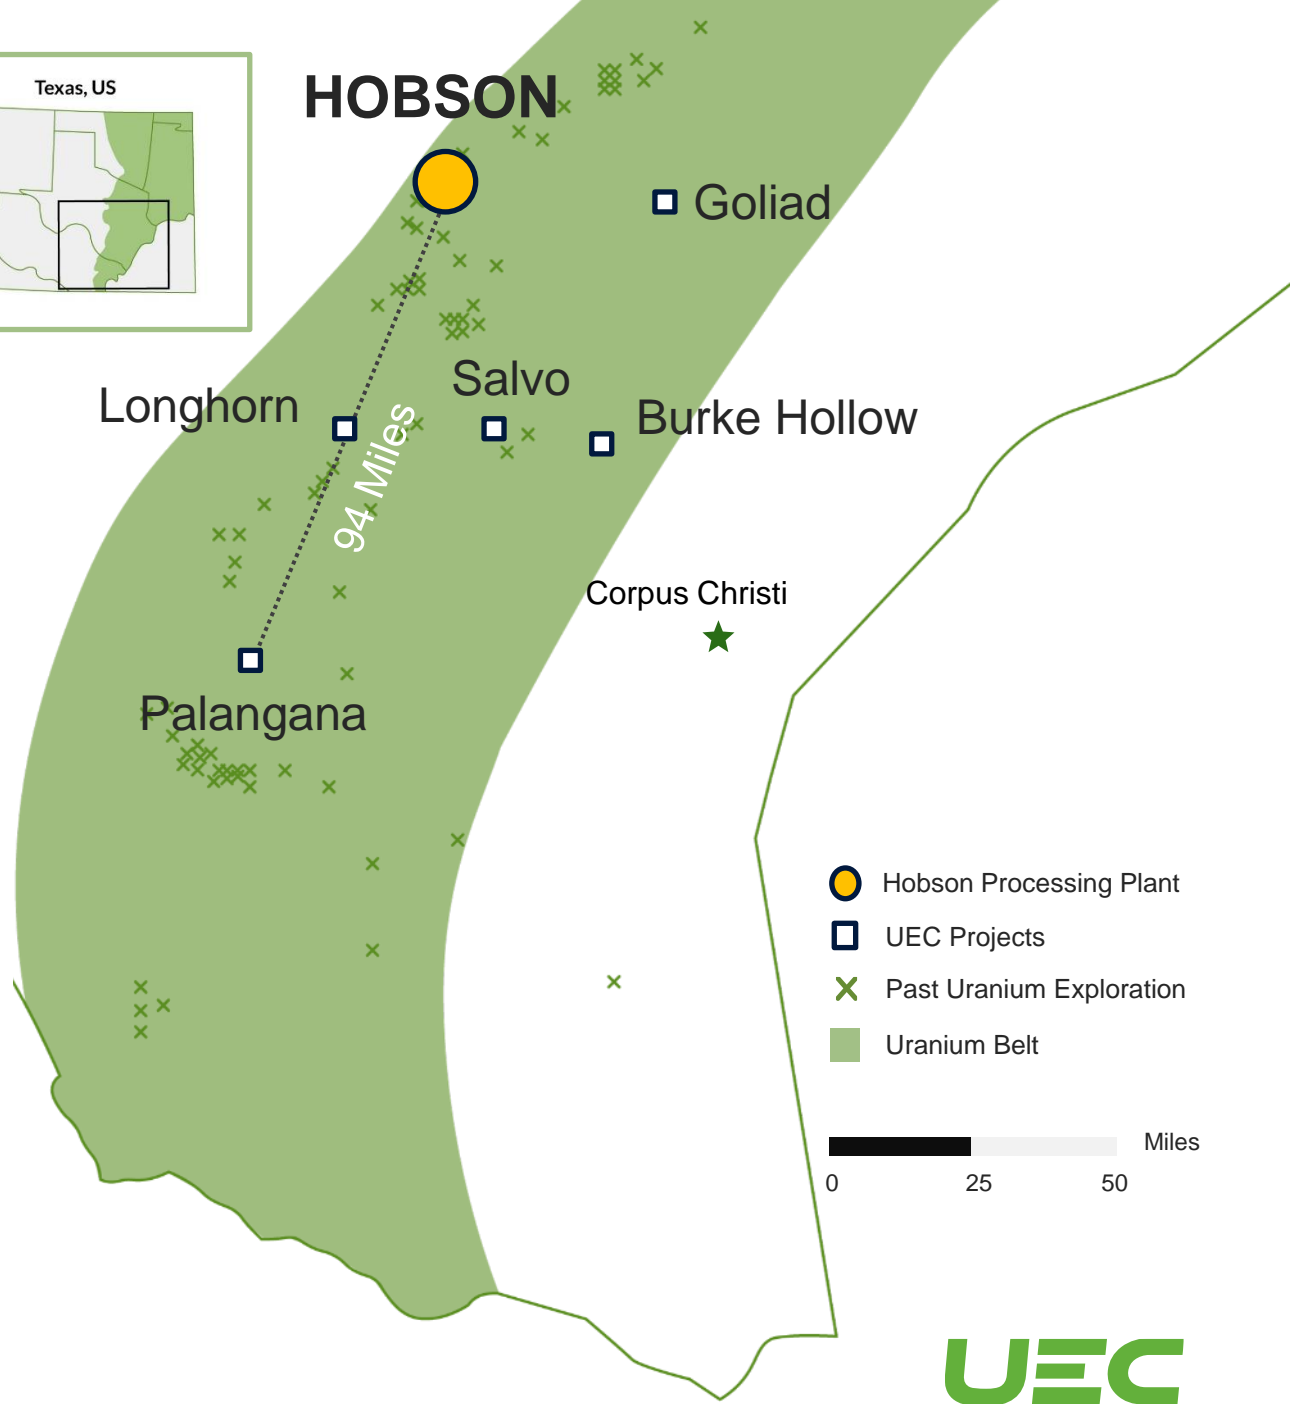 Texas, US
HOBSON
Goliad
Salvo
Longhorn
Burke Hollow
94 Miles
Corpus Christi
Palangana
Hobson Processing Plant
UEC Projects
Past Uranium Exploration
Uranium Belt
Miles
0 25 50
UEC